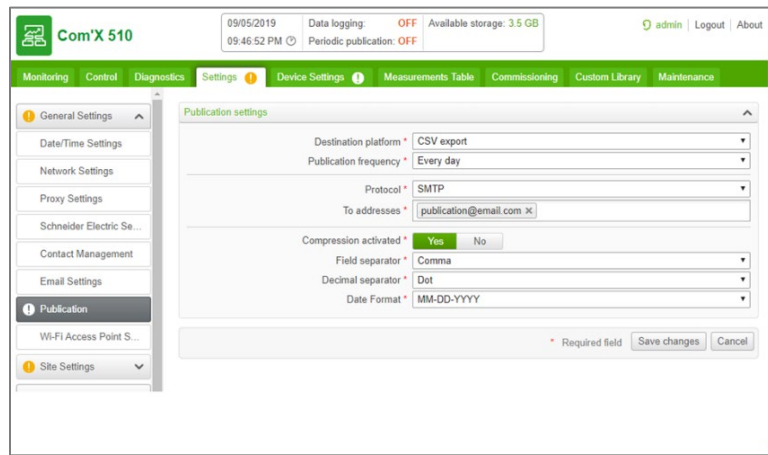 Com'X 510
09/05/2019
09:46:52 PM
Data logging: OFF
Periodic publication: OFF
Available storage: 3.5 GB
admin | Logout | About
Monitoring Control Diagnostics Settings Device Settings Measurements Table Commissioning Custom Library Maintenance
General Settings
Date/Time Settings
Network Settings
Proxy Settings
Schneider Electric Se...
Contact Management
Email Settings
Publication
Wi-Fi Access Point S...
Site Settings
Publication settings
Destination platform * CSV export
Publication frequency * Every day
Protocol * SMTP
To addresses * publication@email.com ×
Compression activated * Yes No
Field separator * Comma
Decimal separator * Dot
Date Format * MM-DD-YYYY
* Required field Save changes Cancel